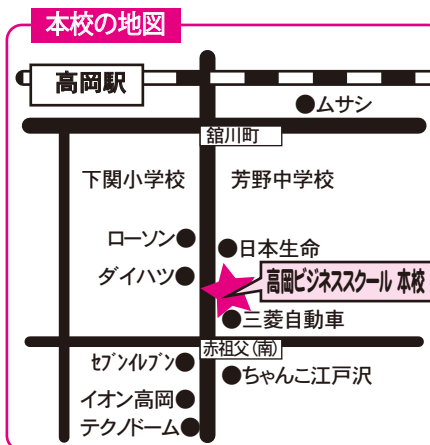 本校の地図
高岡駅
ムサシ
舘川町
下関小学校
芳野中学校
ローソン
日本生命
ダイハツ
高岡ビジネススクール 本校
三菱自動車
赤祖父(南)
セブンイレブン
ちゃんこ江戸沢
イオン高岡
テクノドーム